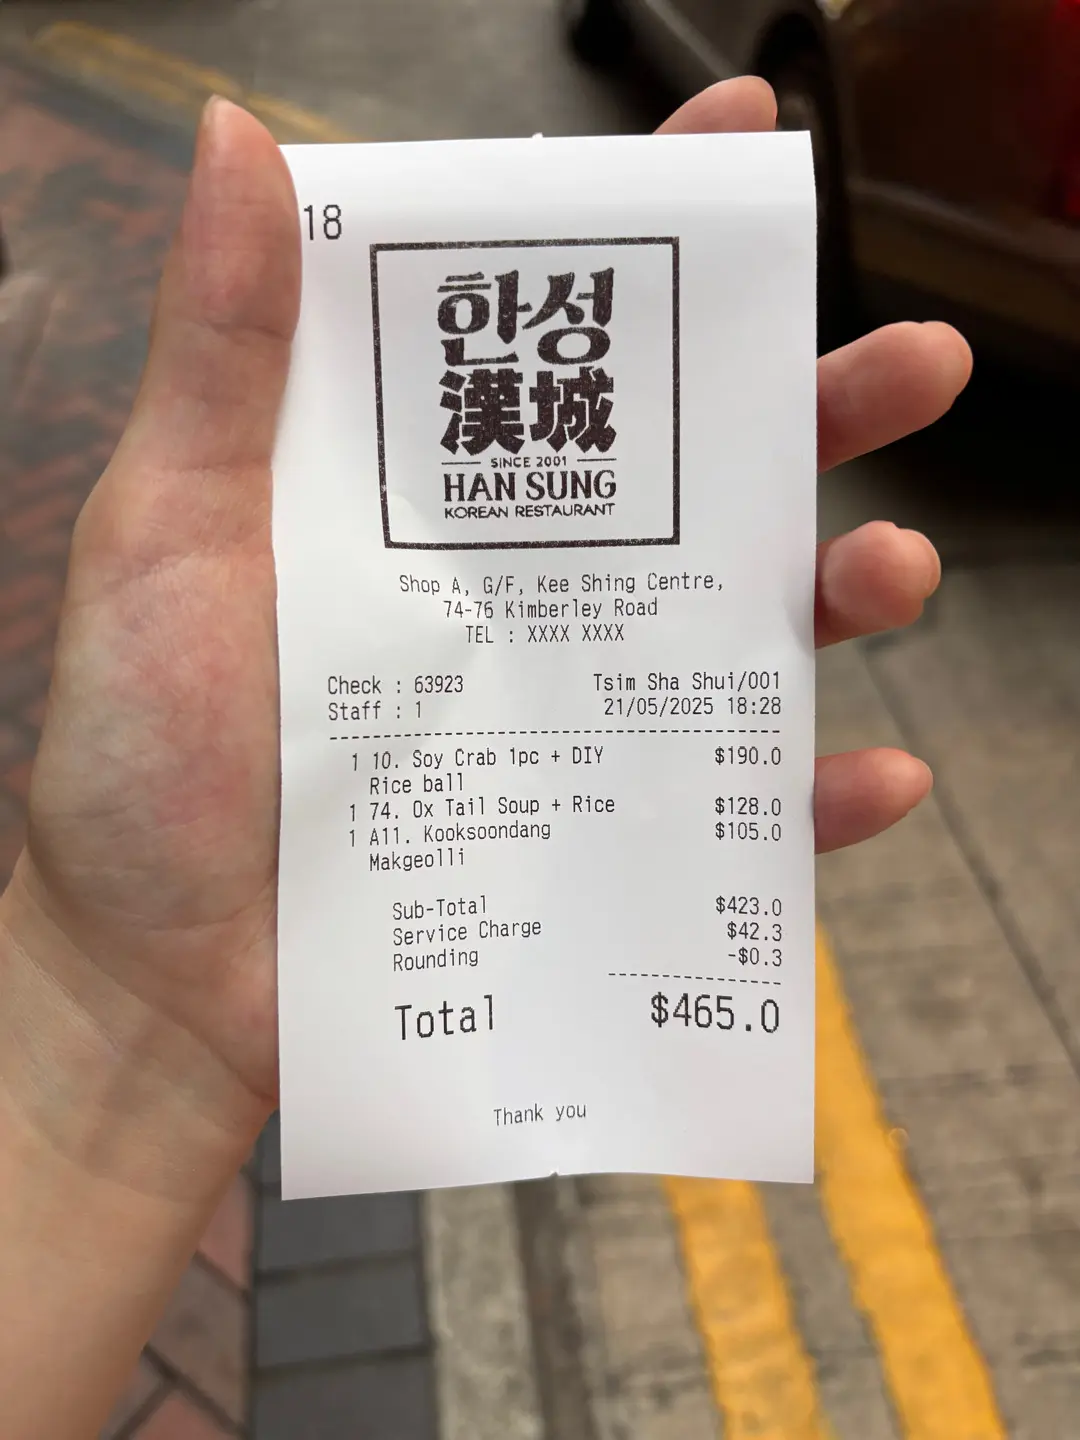 18
한성
漢城
SINCE 2001
HAN SUNG
KOREAN RESTAURANT
Shop A, G/F, Kee Shing Centre,
74-76 Kimberley Road
TEL : XXXX XXXX
Check : 63923 Tsim Sha Shui/001
Staff : 1 21/05/2025 18:28
1 10. Soy Crab 1pc + DIY $190.0
Rice ball
1 74. Ox Tail Soup + Rice $128.0
1 A11. Kooksoondang $105.0
Makgeolli
Sub-Total $423.0
Service Charge $42.3
Rounding -$0.3
Total $465.0
Thank you